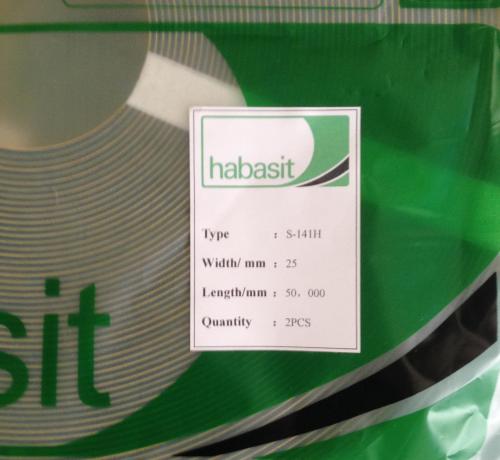 habasit
Type : S-141H
Width/ mm : 25
Length/mm : 50，000
Quantity : 2PCS
sit